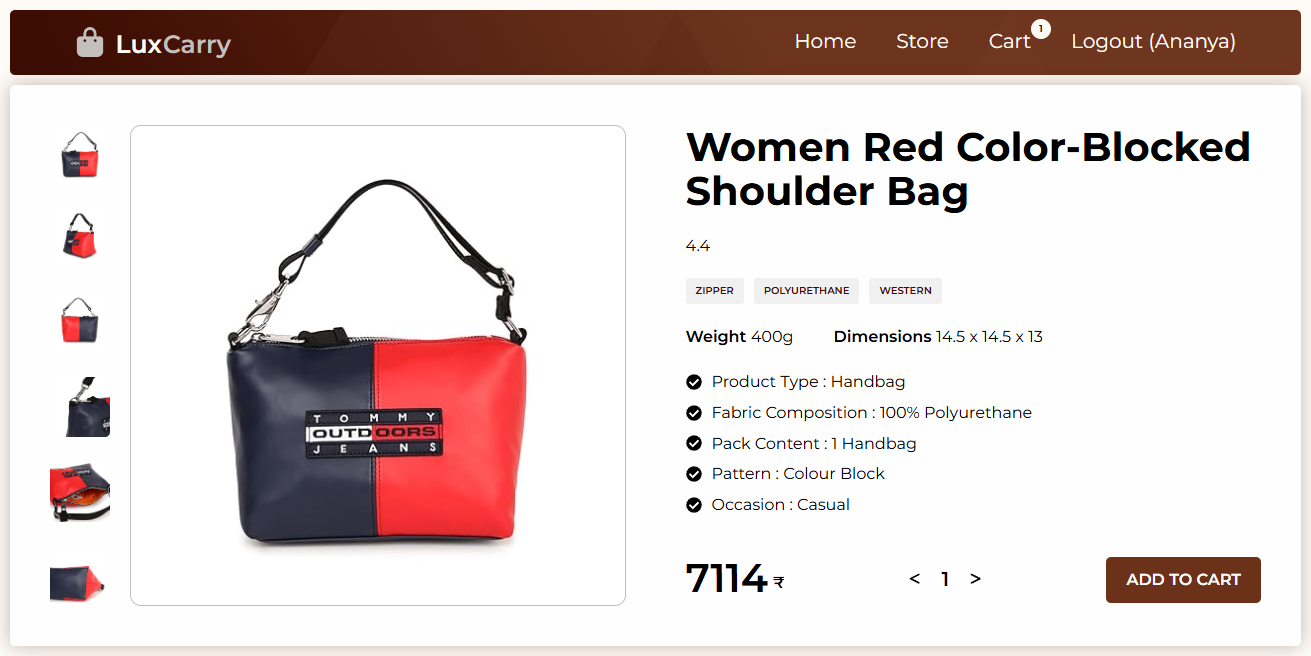 LuxCarry
Home Store Cart 1 Logout (Ananya)
Women Red Color-Blocked
Shoulder Bag
4.4
ZIPPER POLYURETHANE WESTERN
Weight 400g Dimensions 14.5 x 14.5 x 13
Product Type : Handbag
Fabric Composition : 100% Polyurethane
Pack Content : 1 Handbag
Pattern : Colour Block
Occasion : Casual
7114 ₹ < 1 > ADD TO CART
TOMMY
OUTDOORS
JEANS